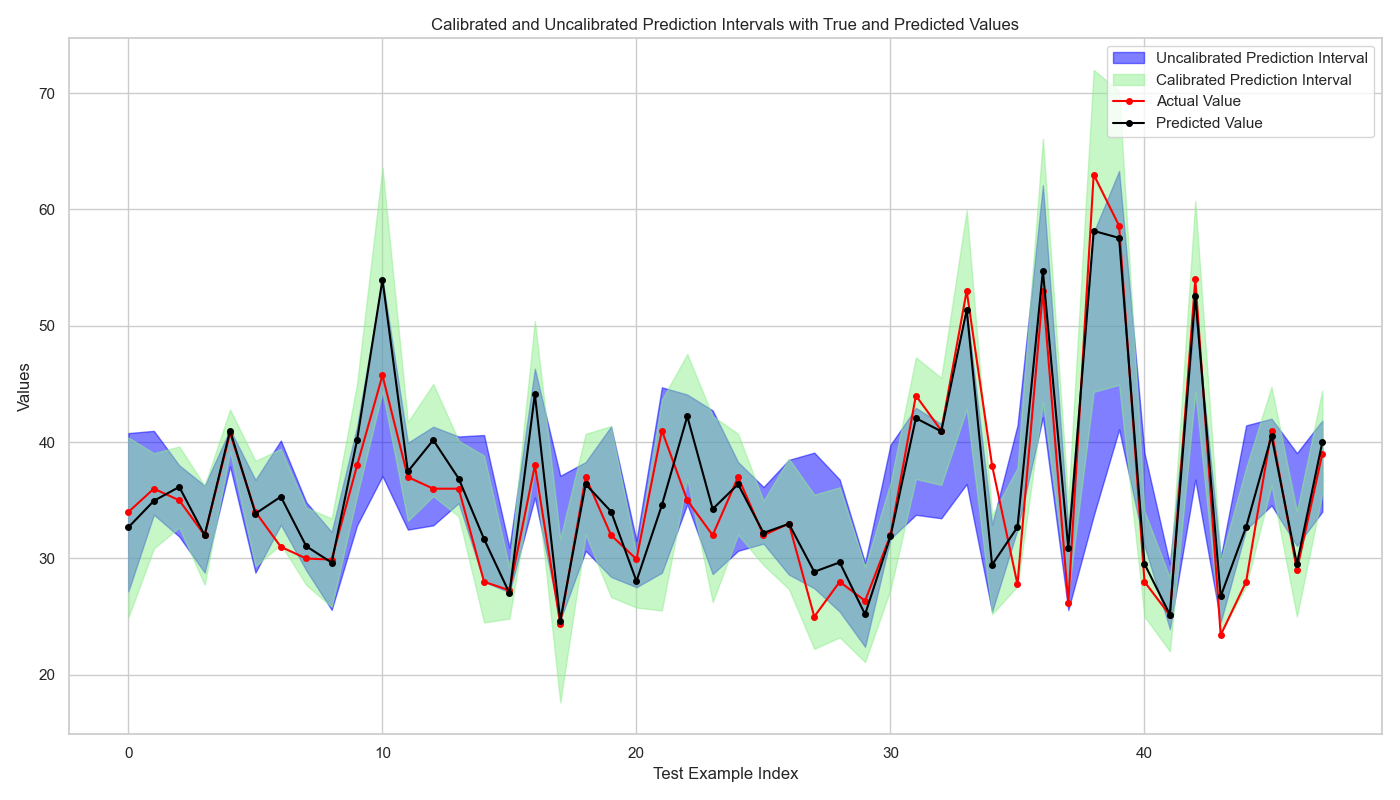 Calibrated and Uncalibrated Prediction Intervals with True and Predicted Values
Uncalibrated Prediction Interval
Calibrated Prediction Interval
Actual Value
Predicted Value
Values
70
60
50
40
30
20
0
10
20
30
40
Test Example Index